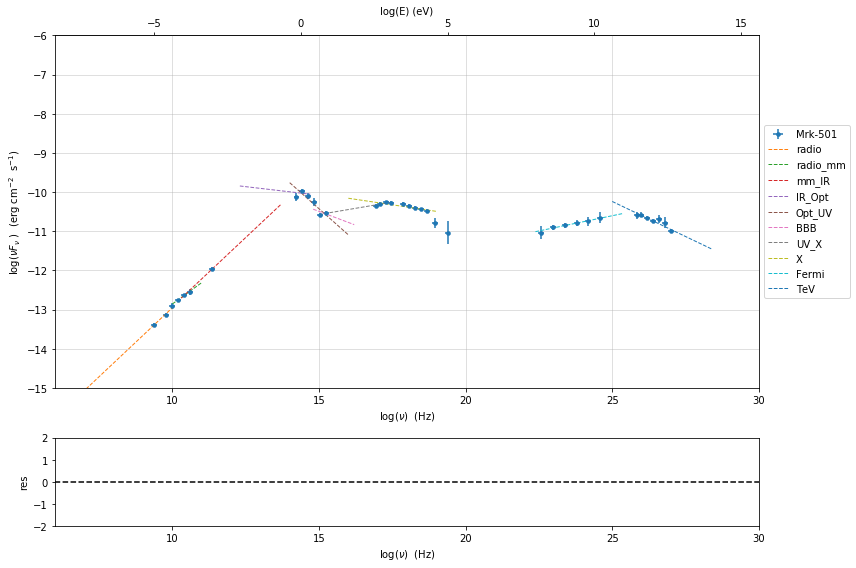 log(E) (eV)
−5 0 5 10 15
−6
−7
−8
−9
−10
−11
−12
−13
−14
−15
log(νFν ) (erg cm⁻² s⁻¹)
10 15 20 25 30
log(ν) (Hz)
Mrk-501
radio
radio_mm
mm_IR
IR_Opt
Opt_UV
BBB
UV_X
X
Fermi
TeV
2
1
0
−1
−2
res
10 15 20 25 30
log(ν) (Hz)